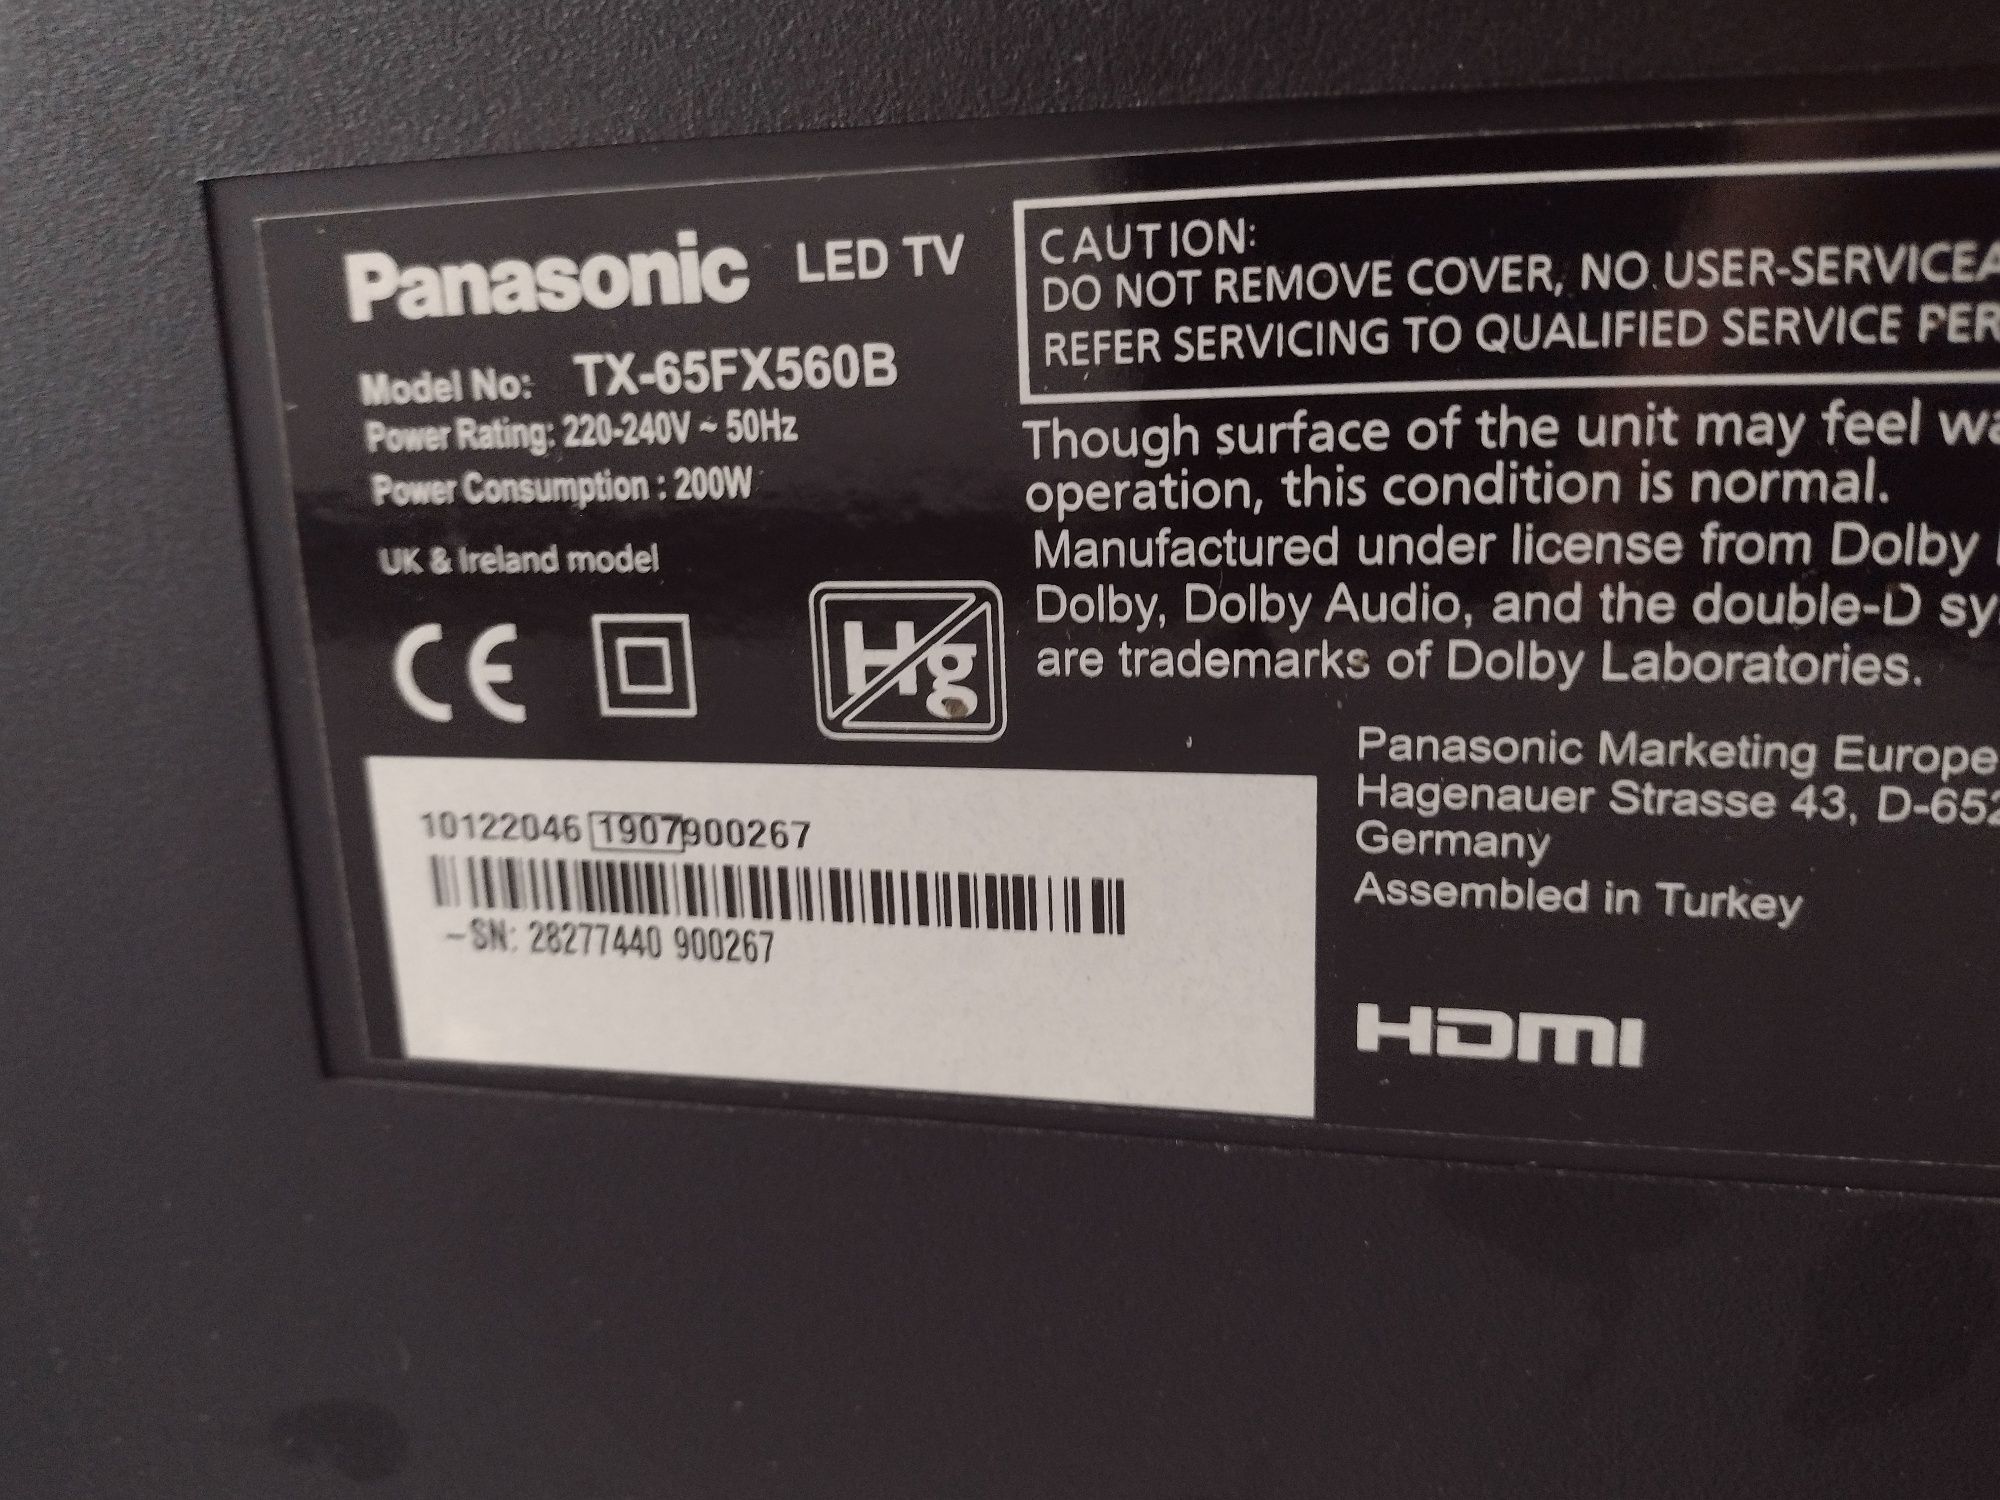 Panasonic LED TV
Model No: TX-65FX560B
Power Rating: 220-240V ~ 50Hz
Power Consumption : 200W
UK & Ireland model
CE
Hg
10122046 1907900267
-SN: 28277440 900267
CAUTION:
DO NOT REMOVE COVER, NO USER-SERVICEA
REFER SERVICING TO QUALIFIED SERVICE PER
Though surface of the unit may feel wa
operation, this condition is normal.
Manufactured under license from Dolby
Dolby, Dolby Audio, and the double-D sy
are trademarks of Dolby Laboratories.
Panasonic Marketing Europe
Hagenauer Strasse 43, D-652
Germany
Assembled in Turkey
HDMI